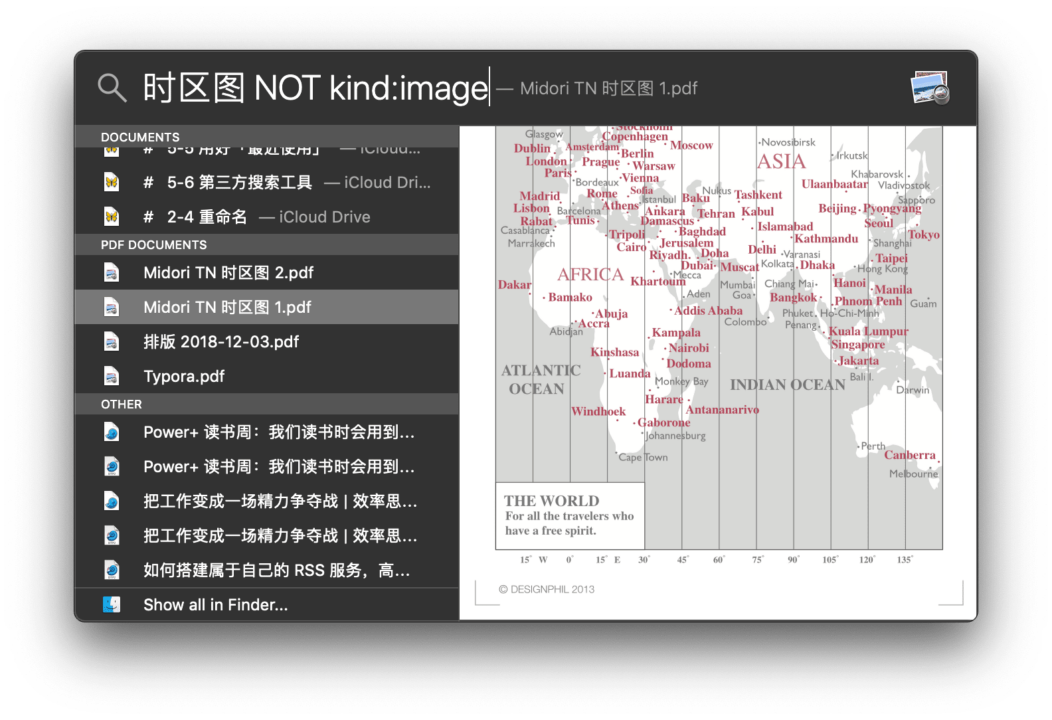 时区图 NOT kind:image — Midori TN 时区图 1.pdf
DOCUMENTS
# 5-5 用好「最近使用」 — iCloud...
# 5-6 第三方搜索工具 — iCloud Dri...
# 2-4 重命名 — iCloud Drive
PDF DOCUMENTS
Midori TN 时区图 2.pdf
Midori TN 时区图 1.pdf
排版 2018-12-03.pdf
Typora.pdf
OTHER
Power+ 读书周：我们读书时会用到...
Power+ 读书周：我们读书时会用到...
把工作变成一场精力争夺战 | 效率思...
把工作变成一场精力争夺战 | 效率思...
如何搭建属于自己的 RSS 服务，高...
Show all in Finder...
Stockholm
Glasgow
Copenhagen
Dublin
Amsterdam
Moscow
Novosibirsk
Berlin
London
Prague
Warsaw
ASIA
Irkutsk
Paris
Vienna
Khabarovsk
Bordeaux
Ulaanbaatar
Vladivostok
Madrid
Rome
Sofia
Istanbul
Nukus
Tashkent
Sapporo
Lisbon
Barcelona
Athens
Ankara
Baku
Tehran
Kabul
Beijing
Pyongyang
Rabat
Tunis
Damascus
Seoul
Casablanca
Tripoli
Baghdad
Islamabad
Tokyo
Marrakech
Cairo
Jerusalem
Kathmandu
Shanghai
Riyadh
Doha
Delhi
Varanasi
Taipei
AFRICA
Dubai
Muscat
Kolkata
Dhaka
Hong Kong
Mecca
Dakar
Khartoum
Mumbai
Chiang Mai
Hanoi
Manila
Bamako
Aden
Goa
Bangkok
Phnom Penh
Guam
Abuja
Addis Ababa
Phuket
Ho-Chi-Minh
Accra
Colombo
Penang
Abidjan
Kampala
Kuala Lumpur
Kinshasa
Nairobi
Singapore
Dodoma
Jakarta
ATLANTIC
OCEAN
Luanda
Monkey Bay
INDIAN OCEAN
Bali I.
Darwin
Harare
Windhoek
Antananarivo
Gaborone
Johannesburg
Perth
Cape Town
Canberra
Melbourne
THE WORLD
For all the travelers who
have a free spirit.
15° W 0° 15° E 30° 45° 60° 75° 90° 105° 120° 135°
© DESIGNPHIL 2013